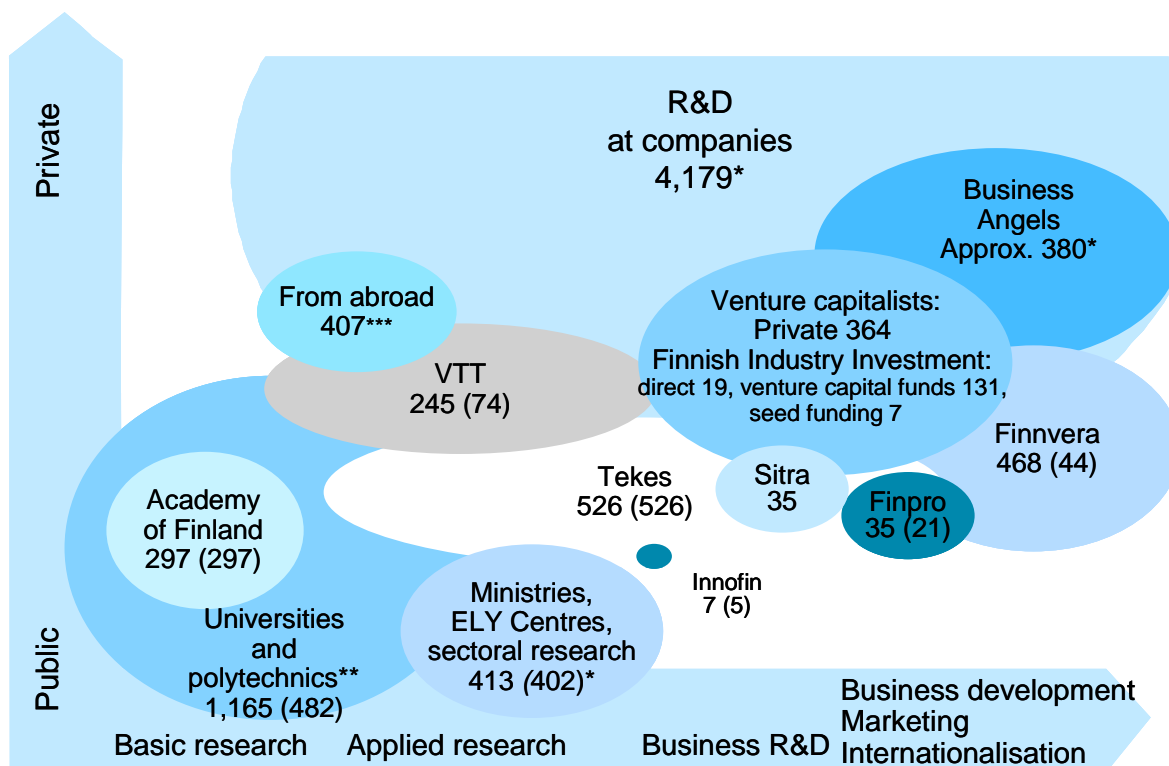 Private
R&D
at companies
4,179*
Business
Angels
Approx. 380*
From abroad
407***
Venture capitalists:
Private 364
Finnish Industry Investment:
direct 19, venture capital funds 131,
seed funding 7
VTT
245 (74)
Finnvera
468 (44)
Tekes
526 (526)
Sitra
35
Finpro
35 (21)
Academy
of Finland
297 (297)
Innofin
7 (5)
Ministries,
ELY Centres,
sectoral research
413 (402)*
Universities
and
polytechnics**
1,165 (482)
Public
Basic research
Applied research
Business R&D
Business development
Marketing
Internationalisation